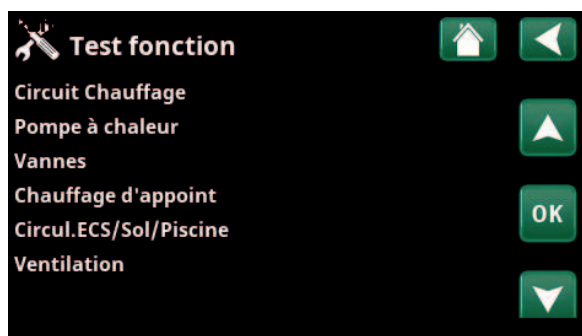 Test fonction
Circuit Chauffage
Pompe à chaleur
Vannes
Chauffage d'appoint
OK
Circul.ECS/Sol/Piscine
Ventilation